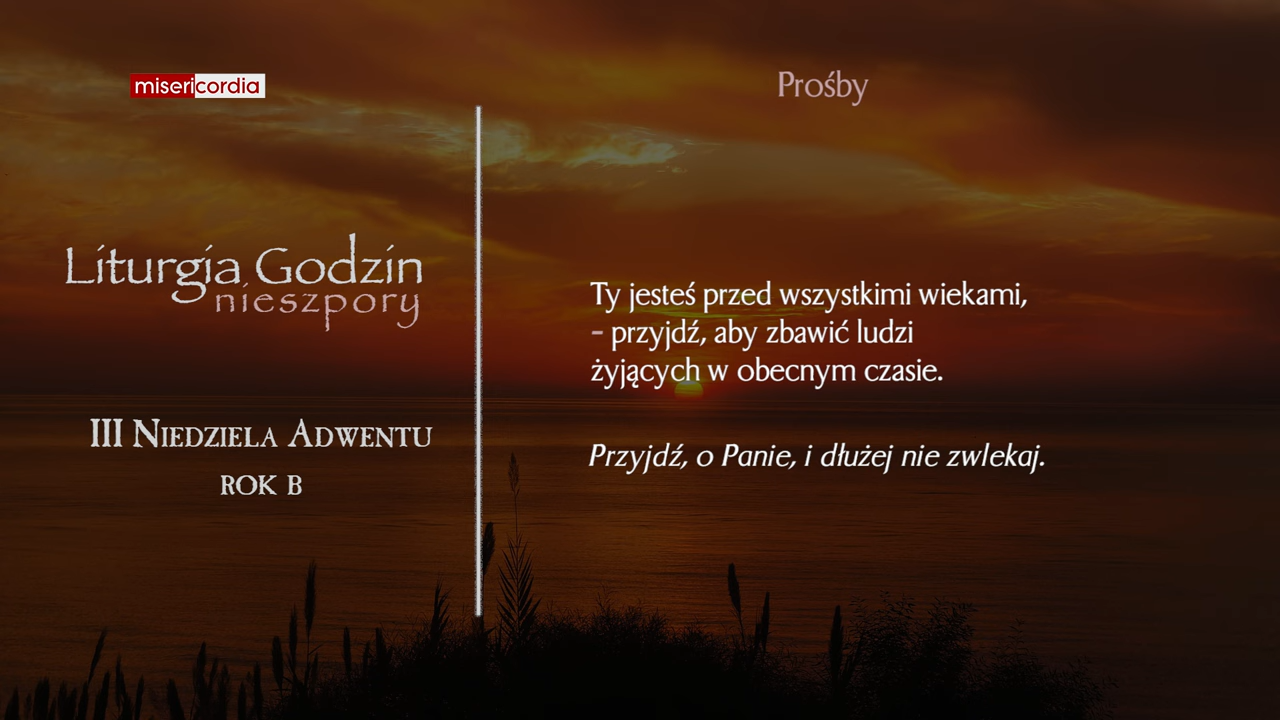 misericordia
Prośby
Liturgia Godzin
nieszpory
III Niedziela Adwentu
rok B
Ty jesteś przed wszystkimi wiekami,
- przyjdź, aby zbawić ludzi
żyjących w obecnym czasie.
Przyjdź, o Panie, i dłużej nie zwlekaj.